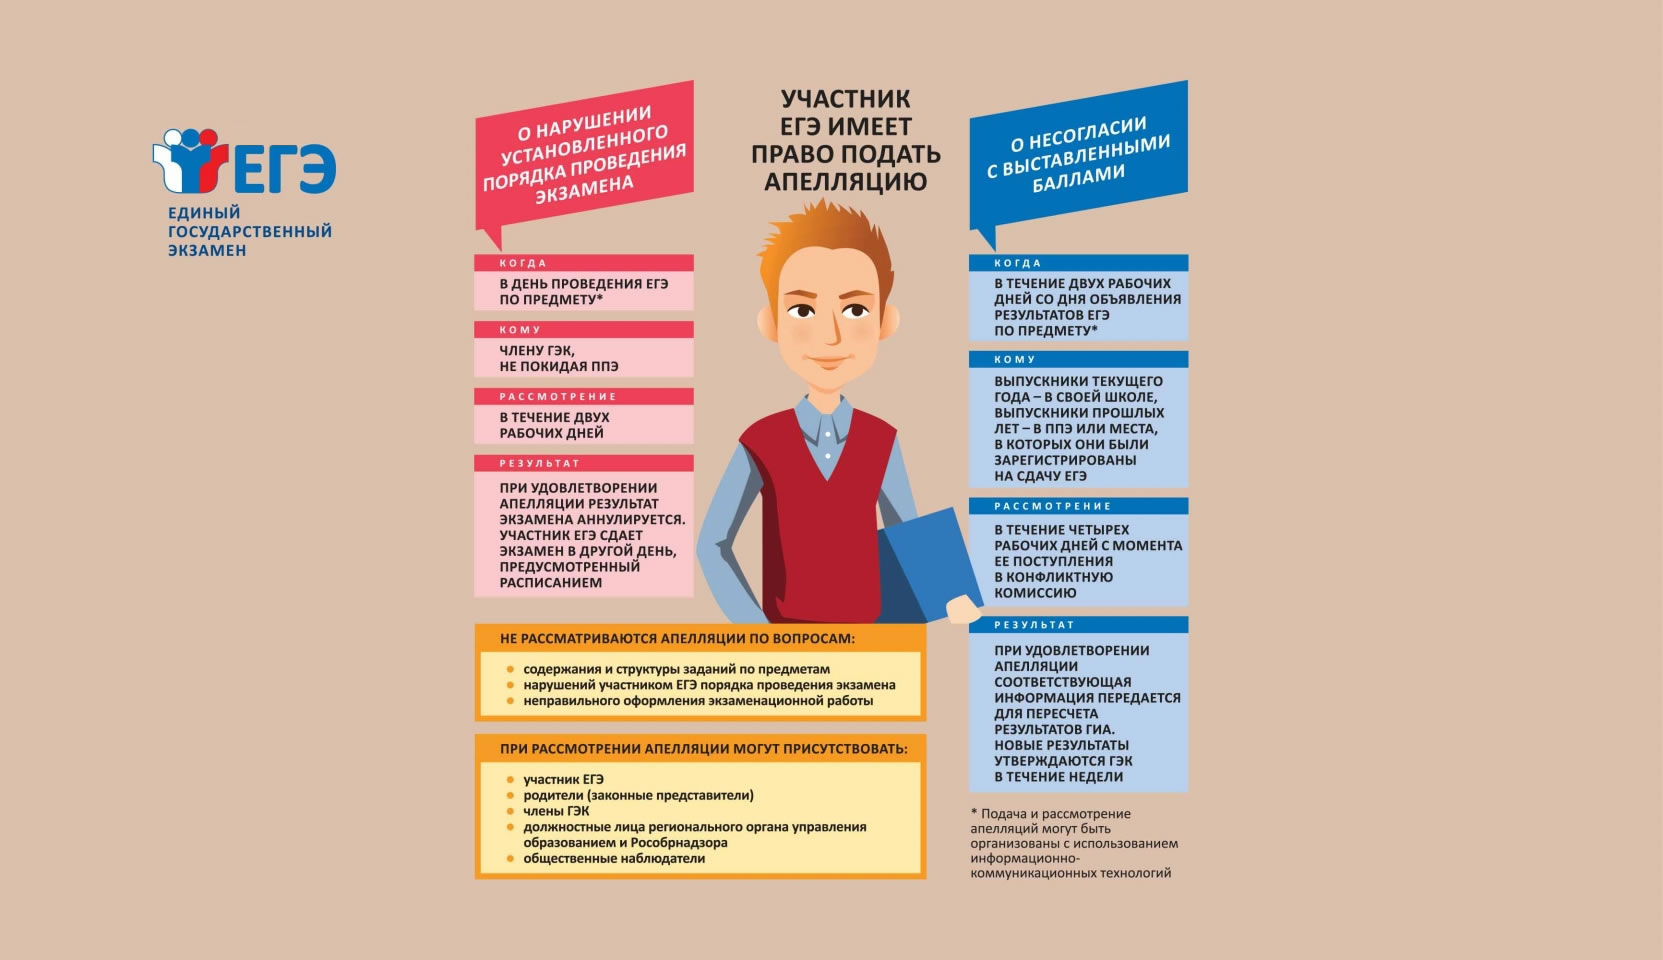 ЕГЭ
ЕДИНЫЙ
ГОСУДАРСТВЕННЫЙ
ЭКЗАМЕН
УЧАСТНИК
ЕГЭ ИМЕЕТ
ПРАВО ПОДАТЬ
АПЕЛЛЯЦИЮ
О НАРУШЕНИИ
УСТАНОВЛЕННОГО
ПОРЯДКА ПРОВЕДЕНИЯ
ЭКЗАМЕНА
КОГДА
В ДЕНЬ ПРОВЕДЕНИЯ ЕГЭ
ПО ПРЕДМЕТУ*
КОМУ
ЧЛЕНУ ГЭК,
НЕ ПОКИДАЯ ППЭ
РАССМОТРЕНИЕ
В ТЕЧЕНИЕ ДВУХ
РАБОЧИХ ДНЕЙ
РЕЗУЛЬТАТ
ПРИ УДОВЛЕТВОРЕНИИ
АПЕЛЛЯЦИИ РЕЗУЛЬТАТ
ЭКЗАМЕНА АННУЛИРУЕТСЯ.
УЧАСТНИК ЕГЭ СДАЕТ
ЭКЗАМЕН В ДРУГОЙ ДЕНЬ,
ПРЕДУСМОТРЕННЫЙ
РАСПИСАНИЕМ
О НЕСОГЛАСИИ
С ВЫСТАВЛЕННЫМИ
БАЛЛАМИ
КОГДА
В ТЕЧЕНИЕ ДВУХ РАБОЧИХ
ДНЕЙ СО ДНЯ ОБЪЯВЛЕНИЯ
РЕЗУЛЬТАТОВ ЕГЭ
ПО ПРЕДМЕТУ*
КОМУ
ВЫПУСКНИКИ ТЕКУЩЕГО
ГОДА – В СВОЕЙ ШКОЛЕ,
ВЫПУСКНИКИ ПРОШЛЫХ
ЛЕТ – В ППЭ ИЛИ МЕСТА,
В КОТОРЫХ ОНИ БЫЛИ
ЗАРЕГИСТРИРОВАНЫ
НА СДАЧУ ЕГЭ
РАССМОТРЕНИЕ
В ТЕЧЕНИЕ ЧЕТЫРЕХ
РАБОЧИХ ДНЕЙ С МОМЕНТА
ЕЕ ПОСТУПЛЕНИЯ
В КОНФЛИКТНУЮ
КОМИССИЮ
РЕЗУЛЬТАТ
ПРИ УДОВЛЕТВОРЕНИИ
АПЕЛЛЯЦИИ
СООТВЕТСТВУЮЩАЯ
ИНФОРМАЦИЯ ПЕРЕДАЕТСЯ
ДЛЯ ПЕРЕСЧЕТА
РЕЗУЛЬТАТОВ ГИА.
НОВЫЕ РЕЗУЛЬТАТЫ
УТВЕРЖДАЮТСЯ ГЭК
В ТЕЧЕНИЕ НЕДЕЛИ
НЕ РАССМАТРИВАЮТСЯ АПЕЛЛЯЦИИ ПО ВОПРОСАМ:
• содержания и структуры заданий по предметам
• нарушений участником ЕГЭ порядка проведения экзамена
• неправильного оформления экзаменационной работы
ПРИ РАССМОТРЕНИИ АПЕЛЛЯЦИИ МОГУТ ПРИСУТСТВОВАТЬ:
• участник ЕГЭ
• родители (законные представители)
• члены ГЭК
• должностные лица регионального органа управления
образованием и Рособрнадзора
• общественные наблюдатели
* Подача и рассмотрение
апелляций могут быть
организованы с использованием
информационно-
коммуникационных технологий